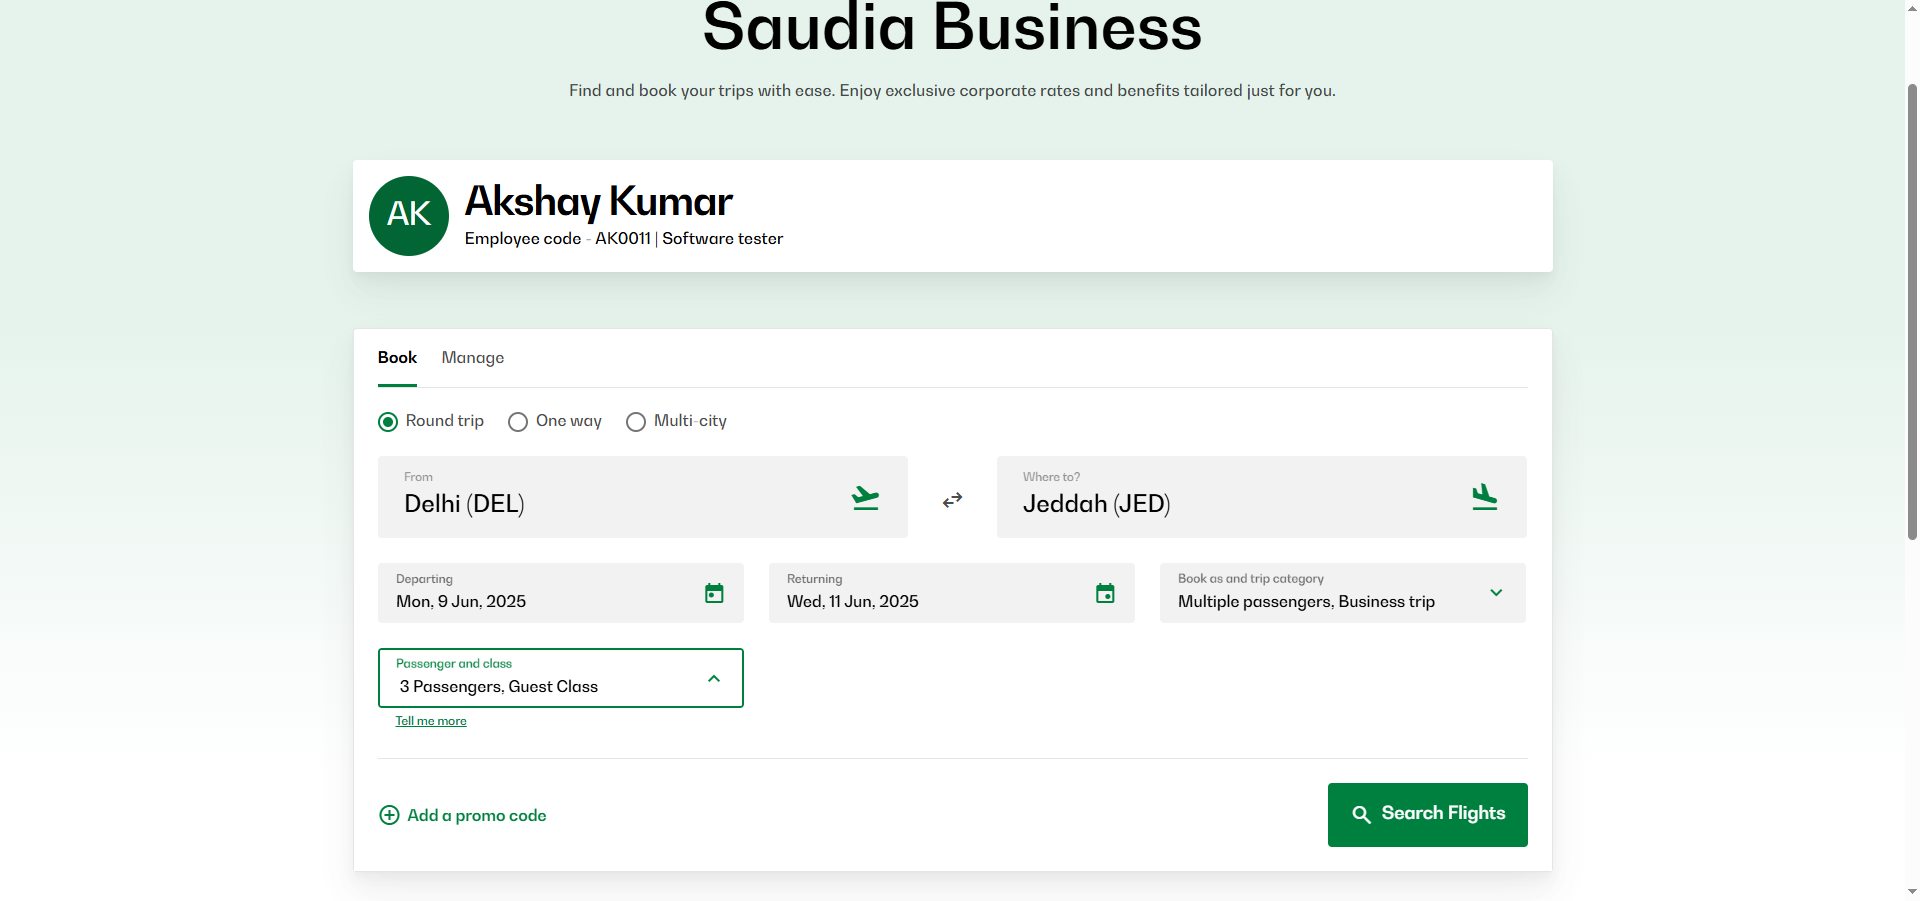 Saudia Business
Find and book your trips with ease. Enjoy exclusive corporate rates and benefits tailored just for you.
AK
Akshay Kumar
Employee code - AK0011 | Software tester
Book Manage
Round trip One way Multi-city
From
Delhi (DEL)
Where to?
Jeddah (JED)
Departing
Mon, 9 Jun, 2025
Returning
Wed, 11 Jun, 2025
Book as and trip category
Multiple passengers, Business trip
Passenger and class
3 Passengers, Guest Class
Tell me more
Add a promo code
Search Flights